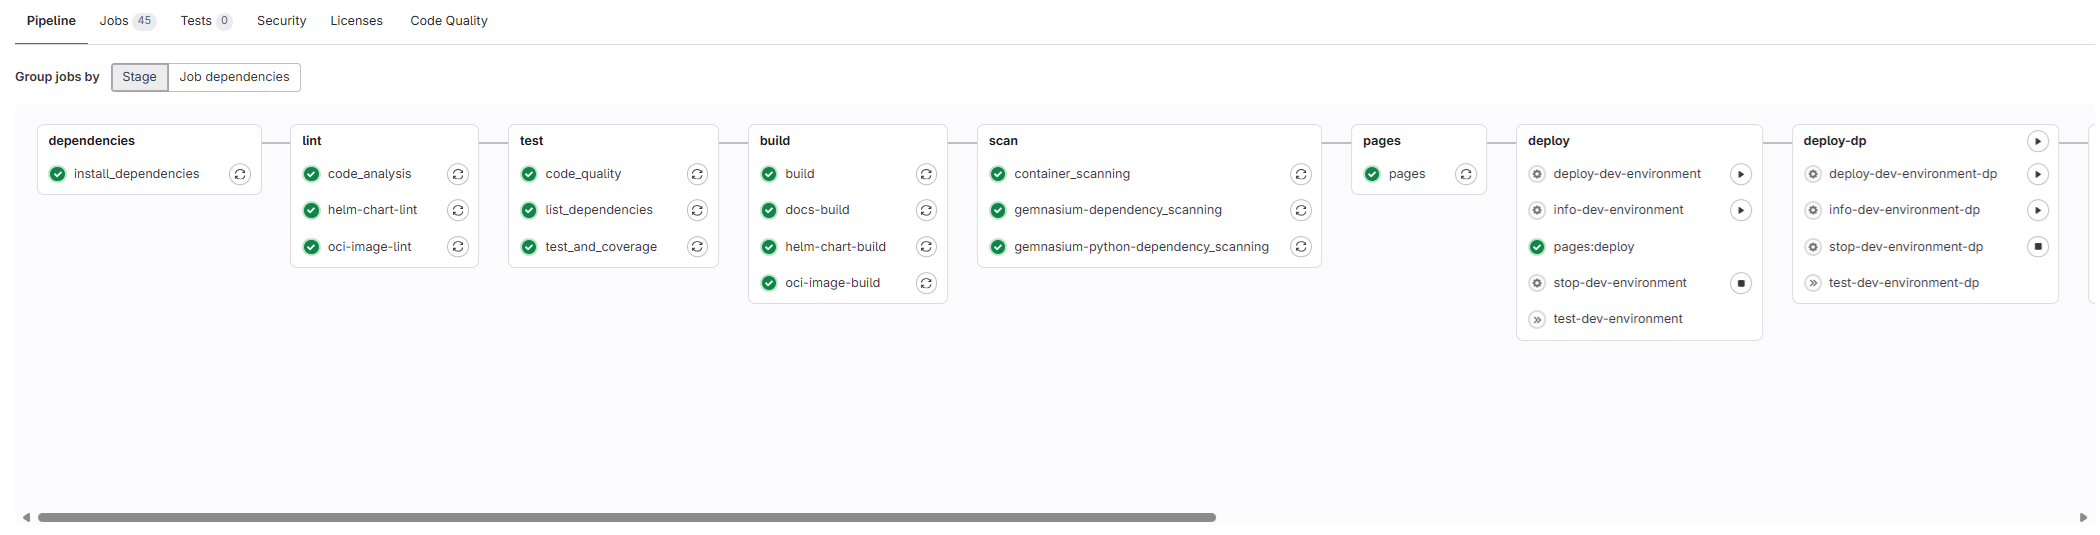 Pipeline Jobs 45 Tests 0 Security Licenses Code Quality
Group jobs by Stage Job dependencies
dependencies
install_dependencies
lint
code_analysis
helm-chart-lint
oci-image-lint
test
code_quality
list_dependencies
test_and_coverage
build
build
docs-build
helm-chart-build
oci-image-build
scan
container_scanning
gemnasium-dependency_scanning
gemnasium-python-dependency_scanning
pages
pages
deploy
deploy-dev-environment
info-dev-environment
pages:deploy
stop-dev-environment
test-dev-environment
deploy-dp
deploy-dev-environment-dp
info-dev-environment-dp
stop-dev-environment-dp
test-dev-environment-dp